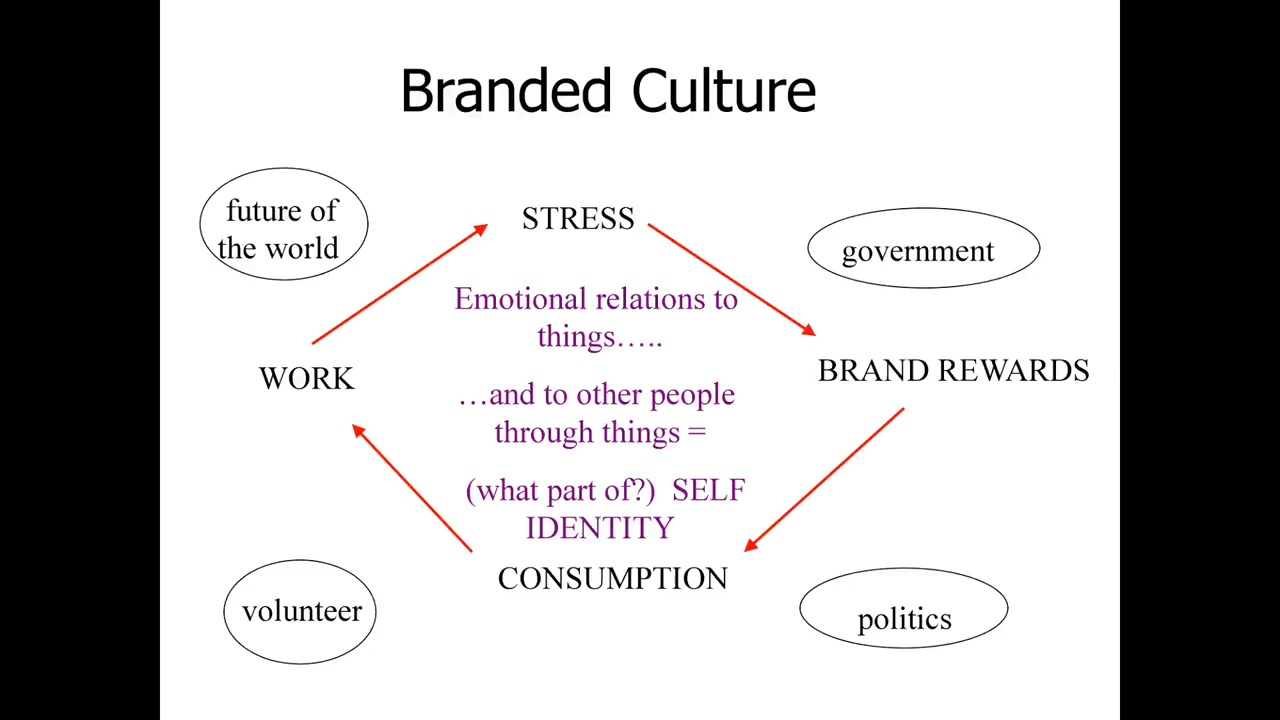 Branded Culture
future of
the world
STRESS
government
Emotional relations to
things…..
WORK
BRAND REWARDS
…and to other people
through things =
(what part of?) SELF
IDENTITY
CONSUMPTION
volunteer
politics